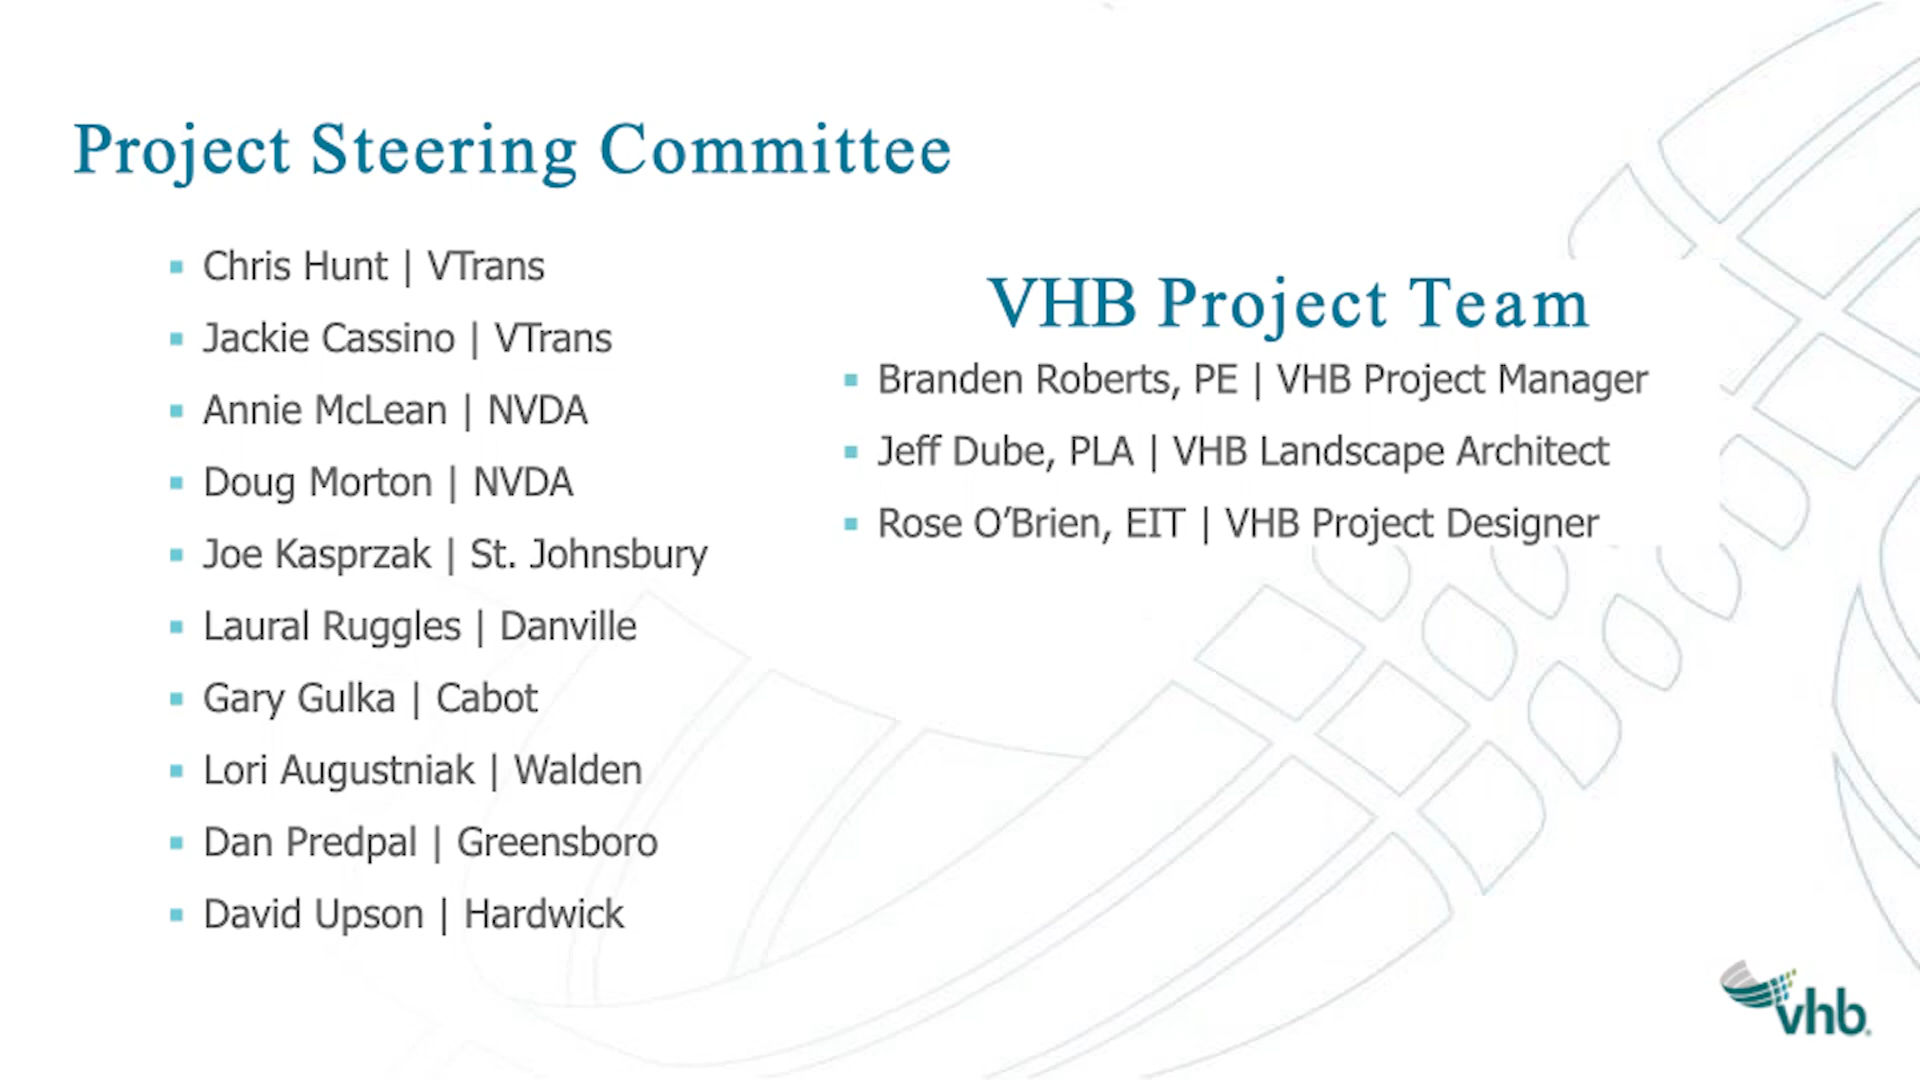 Project Steering Committee
Chris Hunt | VTrans
Jackie Cassino | VTrans
Annie McLean | NVDA
Doug Morton | NVDA
Joe Kasprzak | St. Johnsbury
Laural Ruggles | Danville
Gary Gulka | Cabot
Lori Augustniak | Walden
Dan Predpal | Greensboro
David Upson | Hardwick
VHB Project Team
Branden Roberts, PE | VHB Project Manager
Jeff Dube, PLA | VHB Landscape Architect
Rose O’Brien, EIT | VHB Project Designer
vhb